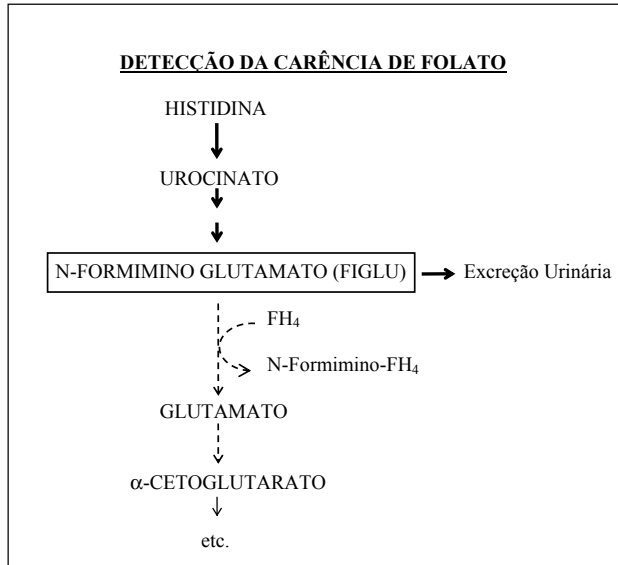 DETECÇÃO DA CARÊNCIA DE FOLATO
HISTIDINA
UROCINATO
N-FORMIMINO GLUTAMATO (FIGLU)
Excreção Urinária
FH₄
N-Formimino-FH₄
GLUTAMATO
α-CETOGLUTARATO
etc.